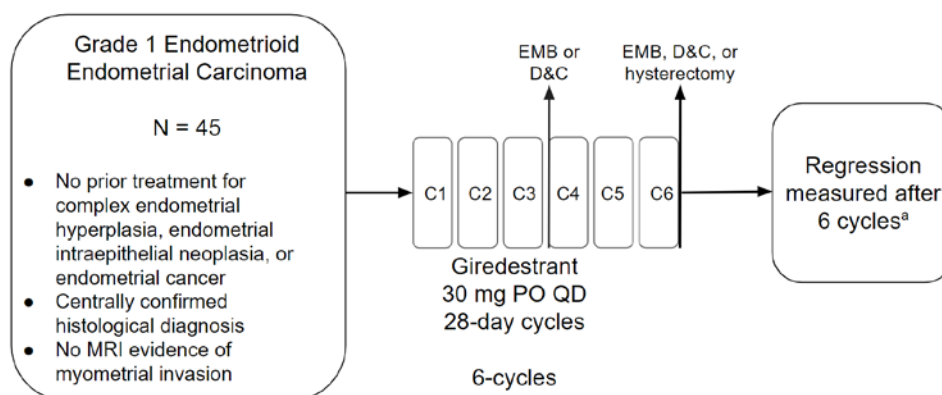 Grade 1 Endometrioid
Endometrial Carcinoma
N = 45
● No prior treatment for
complex endometrial
hyperplasia, endometrial
intraepithelial neoplasia, or
endometrial cancer
● Centrally confirmed
histological diagnosis
● No MRI evidence of
myometrial invasion
EMB or
D&C
EMB, D&C, or
hysterectomy
C1 C2 C3 C4 C5 C6
Giredestrant
30 mg PO QD
28-day cycles
6-cycles
Regression
measured after
6 cyclesᵃ